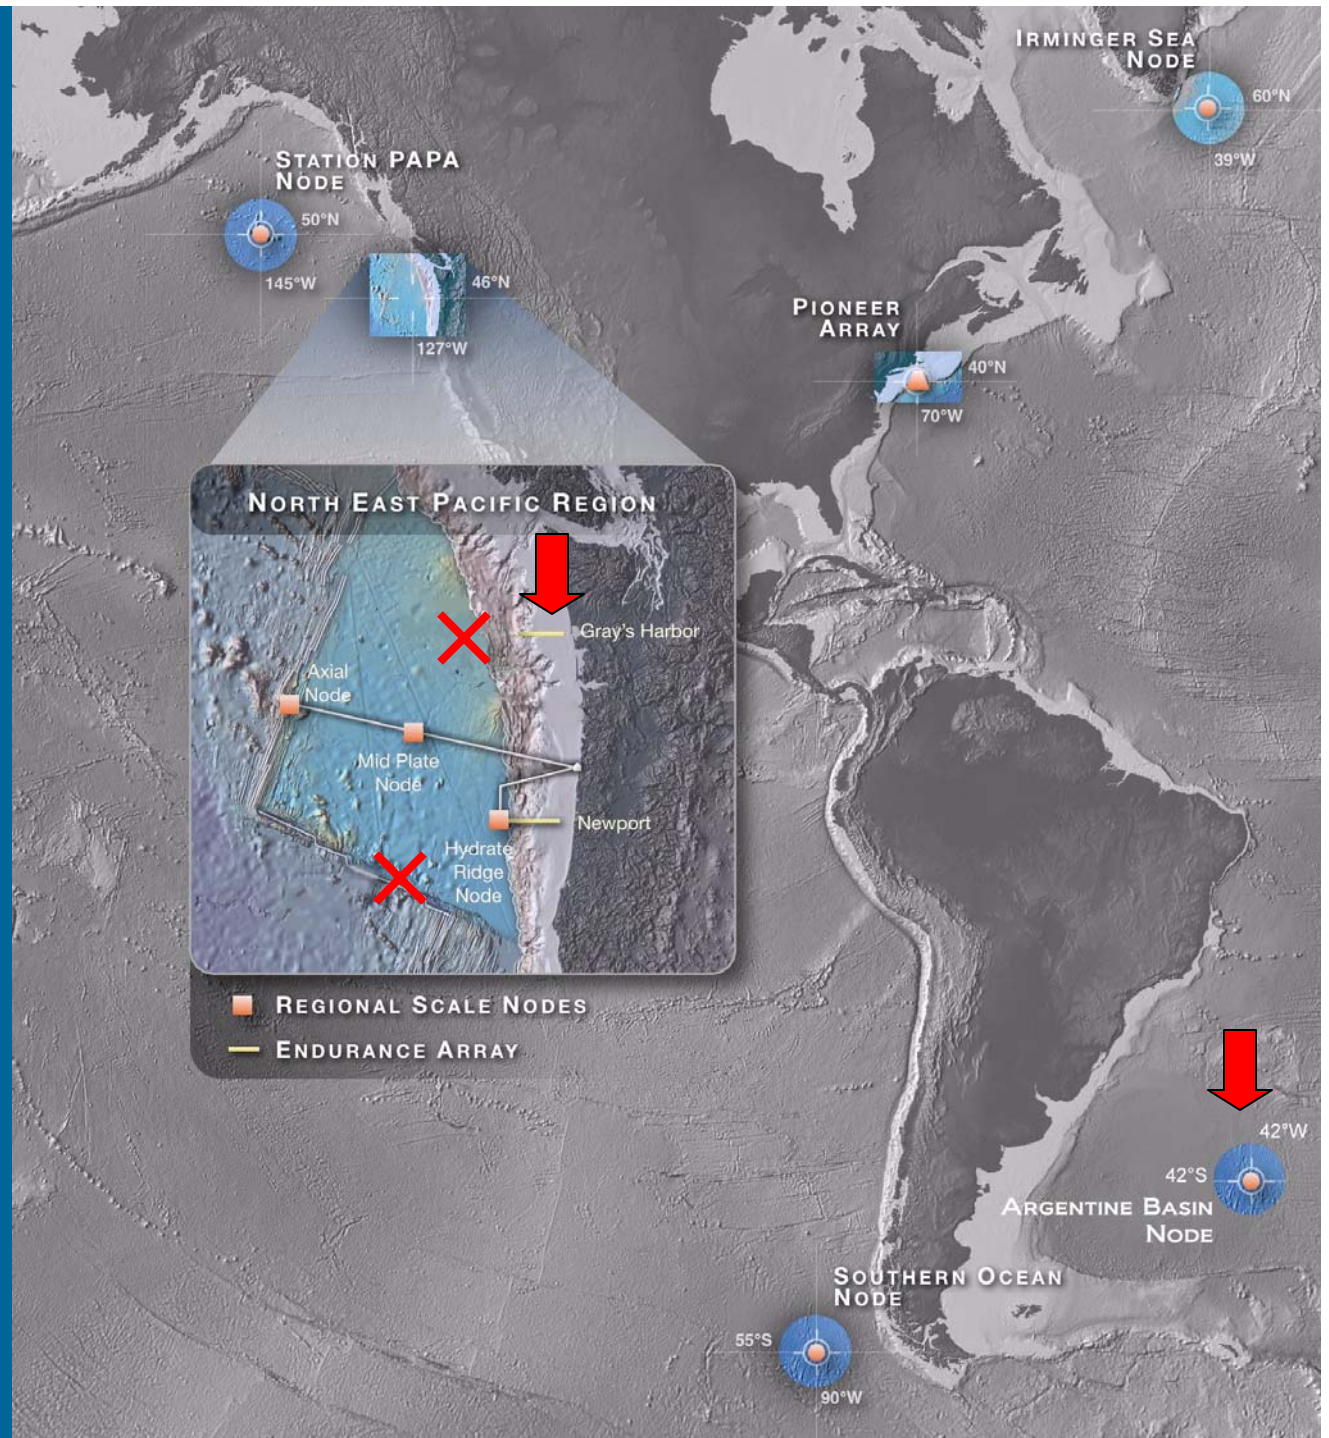 IRMINGER SEA
NODE
60°N
39°W
STATION PAPA
NODE
50°N
145°W
46°N
127°W
PIONEER
ARRAY
40°N
70°W
NORTH EAST PACIFIC REGION
Gray's Harbor
Axial
Node
Mid Plate
Node
Newport
Hydrate
Ridge
Node
REGIONAL SCALE NODES
ENDURANCE ARRAY
42°W
42°S
ARGENTINE BASIN
NODE
SOUTHERN OCEAN
NODE
55°S
90°W